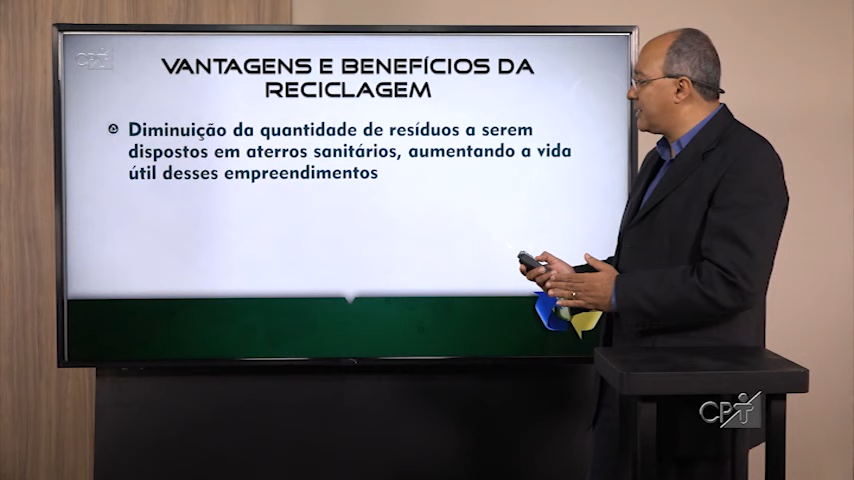 CPT
VANTAGENS E BENEFÍCIOS DA
RECICLAGEM
Diminuição da quantidade de resíduos a serem
dispostos em aterros sanitários, aumentando a vida
útil desses empreendimentos
CPT